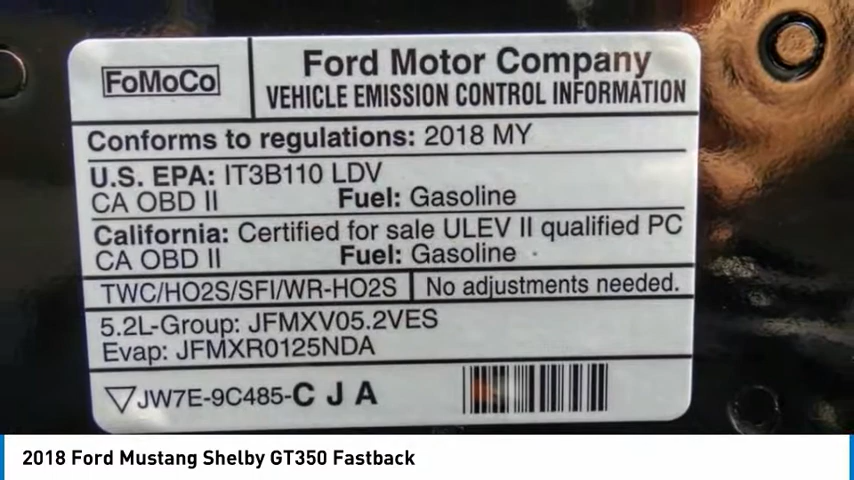 FoMoCo
Ford Motor Company
VEHICLE EMISSION CONTROL INFORMATION
Conforms to regulations: 2018 MY
U.S. EPA: IT3B110 LDV
CA OBD II Fuel: Gasoline
California: Certified for sale ULEV II qualified PC
CA OBD II Fuel: Gasoline
TWC/HO2S/SFI/WR-HO2S No adjustments needed.
5.2L-Group: JFMXV05.2VES
Evap: JFMXR0125NDA
JW7E-9C485-C J A
2018 Ford Mustang Shelby GT350 Fastback